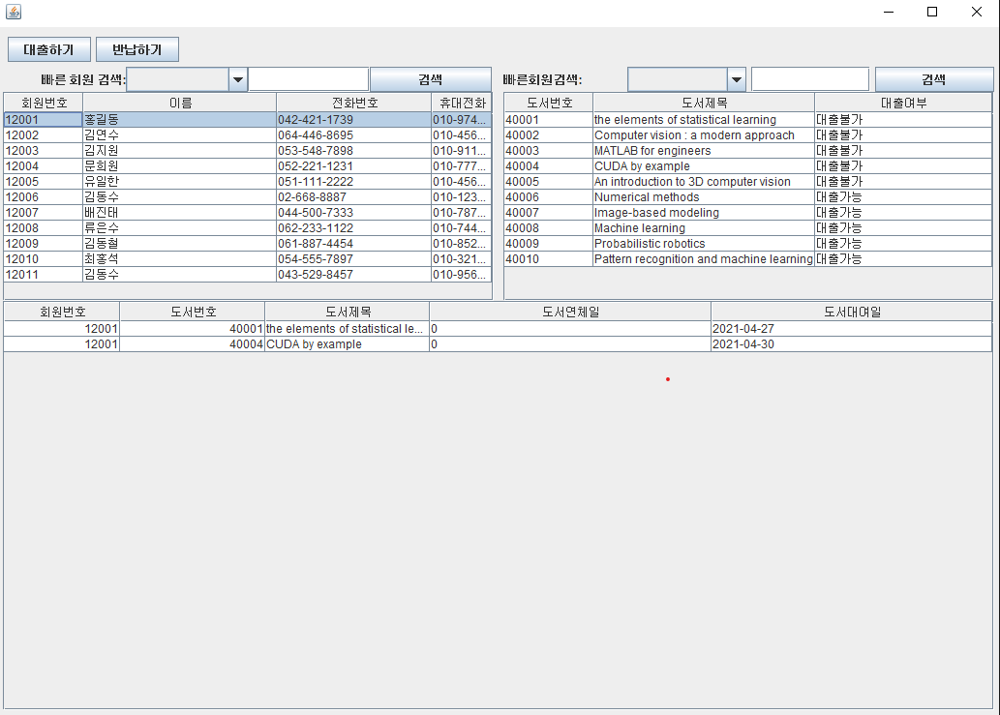 대출하기 반납하기
빠른 회원 검색: 검색 빠른회원검색: 검색
회원번호 이름 전화번호 휴대전화
12001 홍길동 042-421-1739 010-974...
12002 김연수 064-446-8695 010-456...
12003 김지원 053-548-7898 010-911...
12004 문희원 052-221-1231 010-777...
12005 유일한 051-111-2222 010-456...
12006 김동수 02-668-8887 010-123...
12007 배진태 044-500-7333 010-787...
12008 류은수 062-233-1122 010-744...
12009 김동철 061-887-4454 010-852...
12010 최홍석 054-555-7897 010-321...
12011 김동수 043-529-8457 010-956...
도서번호 도서제목 대출여부
40001 the elements of statistical learning 대출불가
40002 Computer vision : a modern approach 대출불가
40003 MATLAB for engineers 대출불가
40004 CUDA by example 대출불가
40005 An introduction to 3D computer vision 대출불가
40006 Numerical methods 대출가능
40007 Image-based modeling 대출가능
40008 Machine learning 대출가능
40009 Probabilistic robotics 대출가능
40010 Pattern recognition and machine learning 대출가능
회원번호 도서번호 도서제목 도서연체일 도서대여일
12001 40001 the elements of statistical le... 0 2021-04-27
12001 40004 CUDA by example 0 2021-04-30